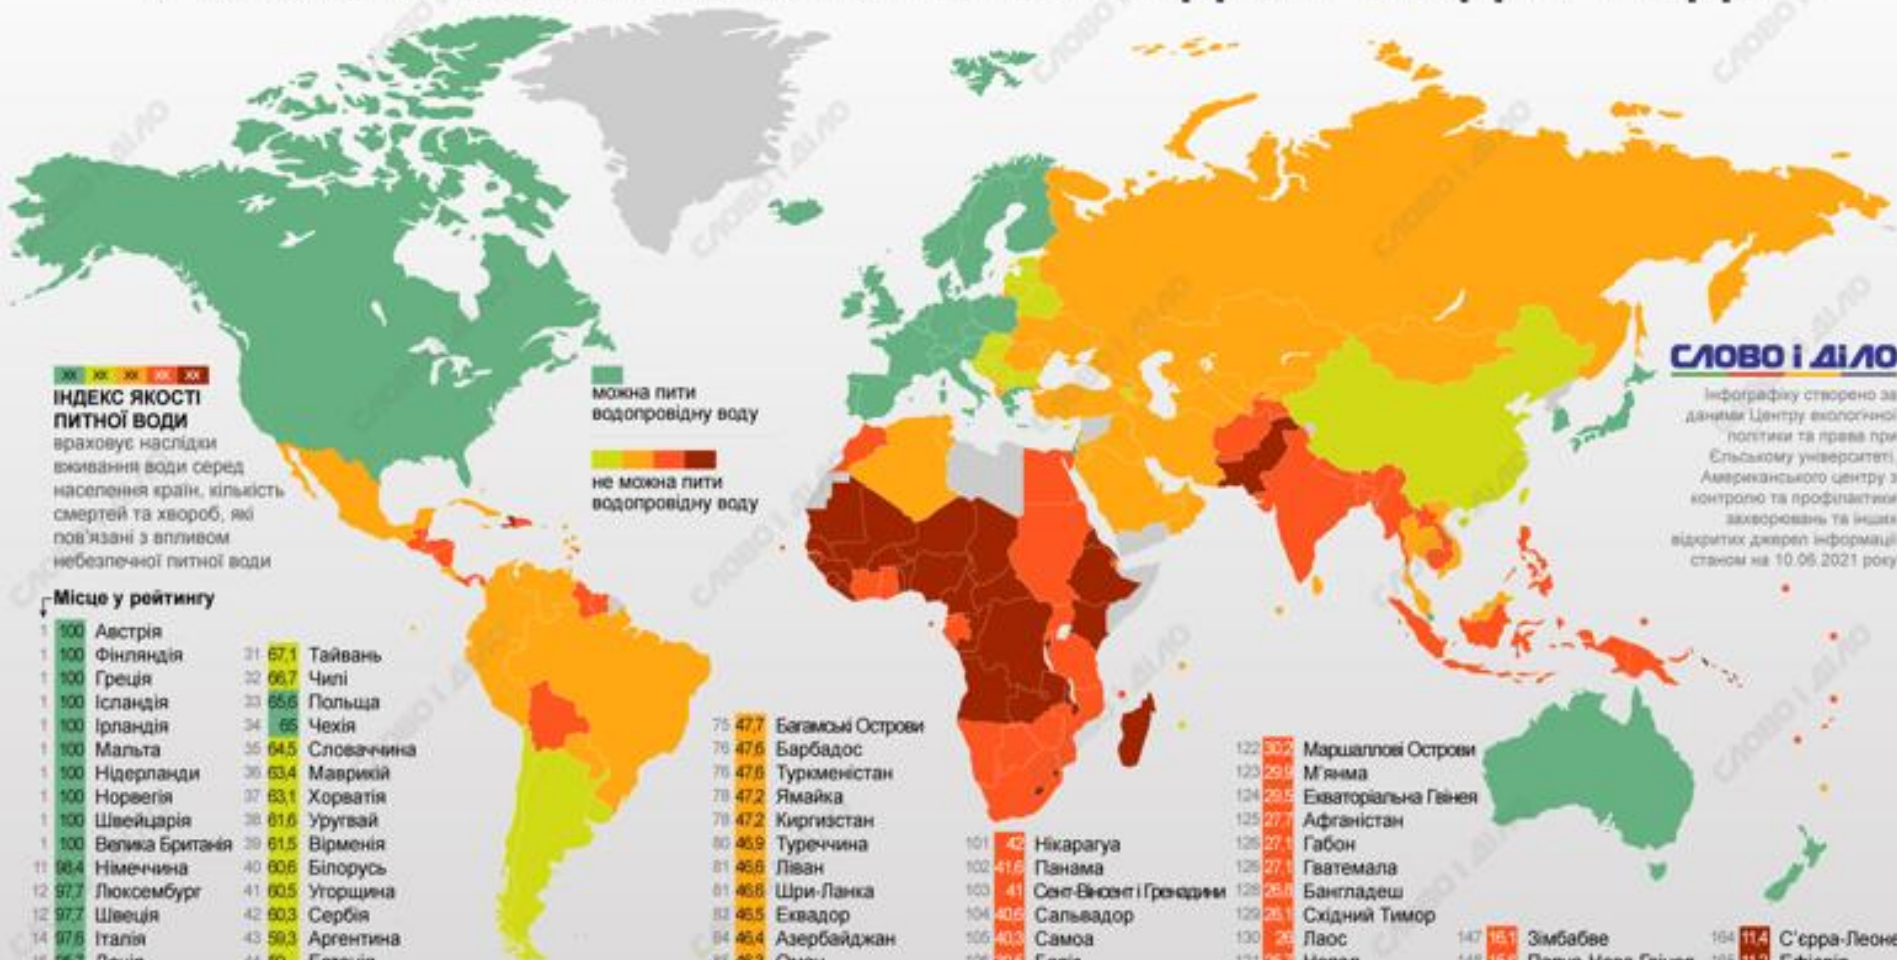 XX XX XX XX XX
ІНДЕКС ЯКОСТІ
ПИТНОЇ ВОДИ
враховує наслідки
вживання води серед
населення країн, кількість
смертей та хвороб, які
пов'язані з впливом
небезпечної питної води
можна пити
водопровідну воду
не можна пити
водопровідну воду
СЛОВО і ДІЛО
Інфографіку створено за
даними Центру екологічної
політики та права при
Єльському університеті,
Американського центру з
контролю та профілактики
захворювань та інших
відкритих джерел інформації
станом на 10.06.2021 року
Місце у рейтингу
1 100 Австрія
1 100 Фінляндія
1 100 Греція
1 100 Ісландія
1 100 Ірландія
1 100 Мальта
1 100 Нідерланди
1 100 Норвегія
1 100 Швейцарія
1 100 Велика Британія
11 98,4 Німеччина
12 97,7 Люксембург
12 97,7 Швеція
14 97,6 Італія
31 67,1 Тайвань
32 66,7 Чилі
33 65,6 Польща
34 65 Чехія
35 64,5 Словаччина
36 63,4 Маврикій
37 63,1 Хорватія
38 61,6 Уругвай
39 61,5 Вірменія
40 60,6 Білорусь
41 60,5 Угорщина
42 60,3 Сербія
43 59,3 Аргентина
75 47,7 Багамські Острови
76 47,6 Барбадос
76 47,6 Туркменістан
78 47,2 Ямайка
78 47,2 Киргизстан
80 46,9 Туреччина
81 46,6 Ліван
81 46,6 Шри-Ланка
83 46,5 Еквадор
84 46,4 Азербайджан
101 42 Нікарагуа
102 41,6 Панама
103 41 Сент-Вінсент і Гренадини
104 40,6 Сальвадор
105 40,3 Самоа
122 30,2 Маршаллові Острови
123 29,9 М'янма
124 29,5 Екваторіальна Гвінея
125 27,7 Афганістан
126 27,1 Габон
126 27,1 Гватемала
128 26,8 Бангладеш
129 26,1 Східний Тимор
130 26 Лаос
147 16,1 Зімбабве
164 11,4 С'єрра-Леоне